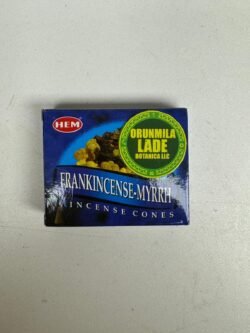 HEM
ORUNMILA
LADE
BOTANICA LLC
FRANKINCENSE-MYRRH
INCENSE CONES